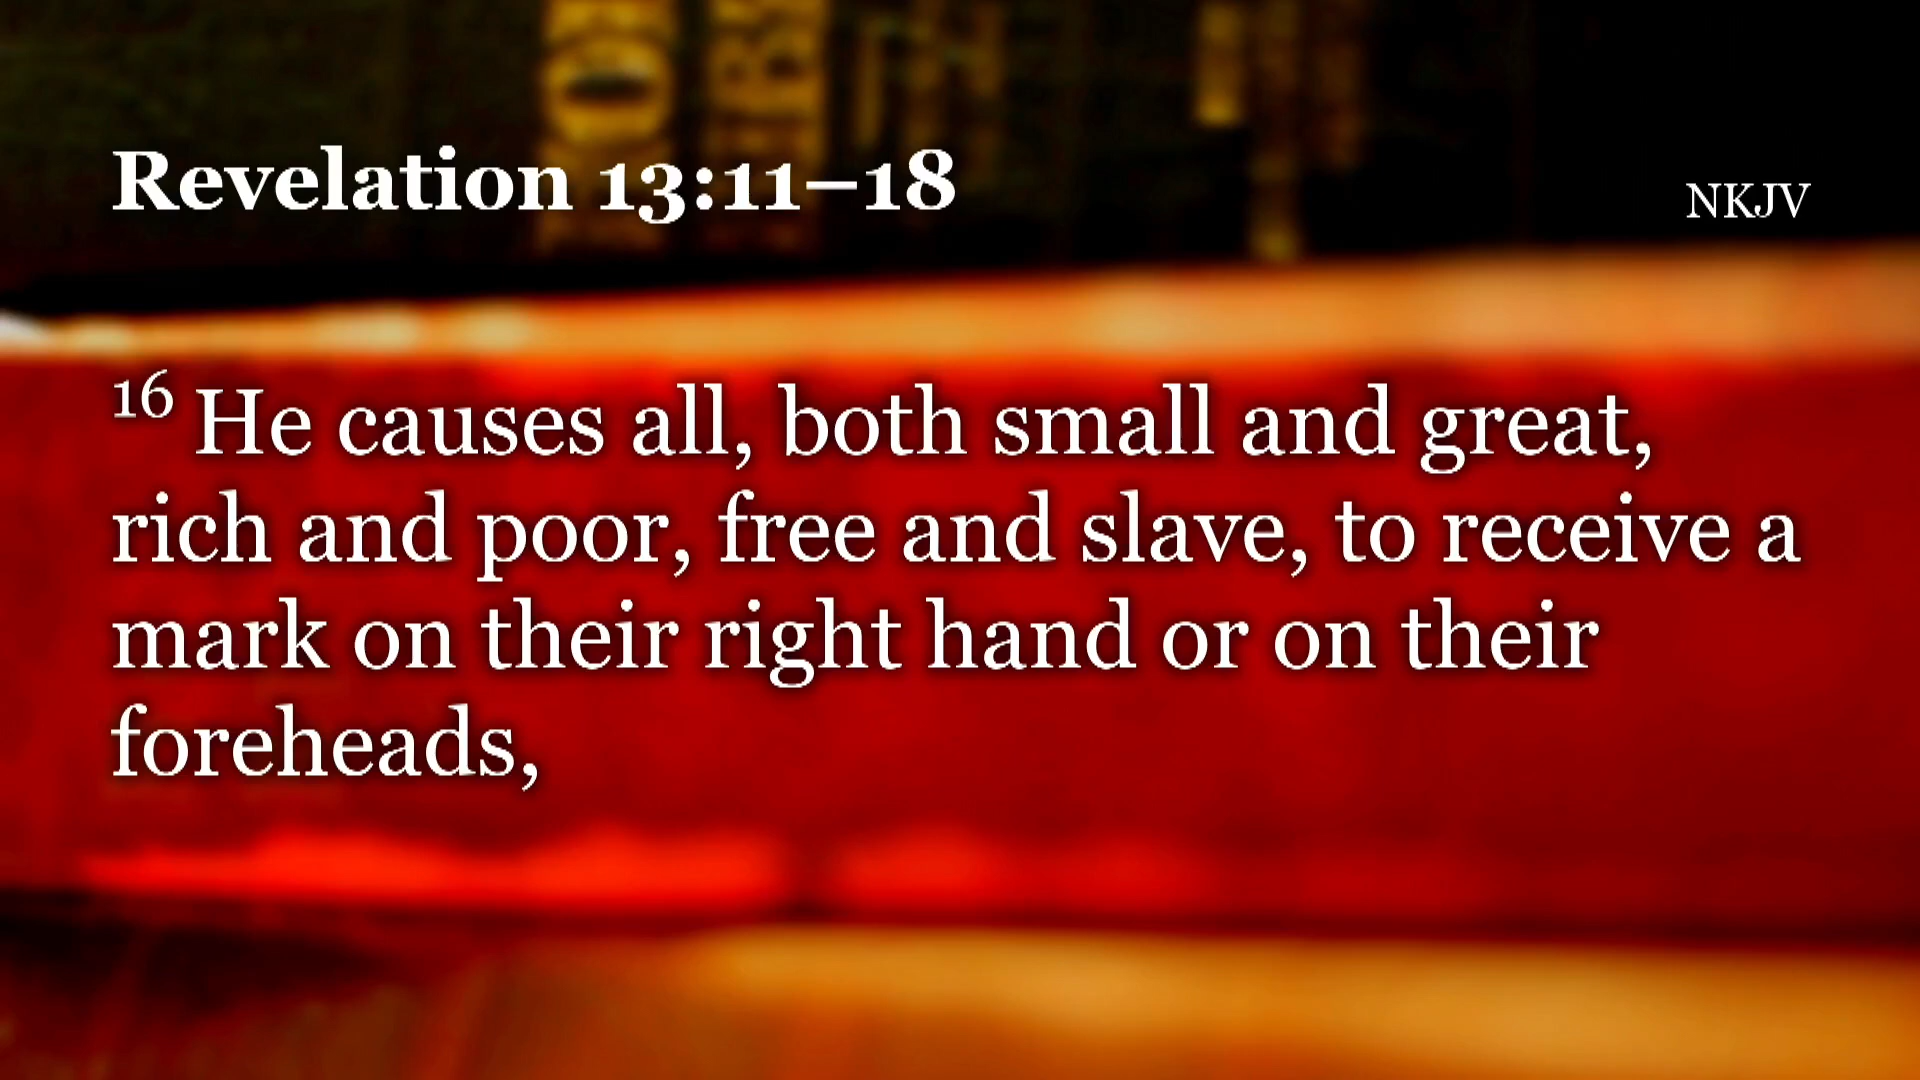 Revelation 13:11–18
NKJV
16 He causes all, both small and great,
rich and poor, free and slave, to receive a
mark on their right hand or on their
foreheads,